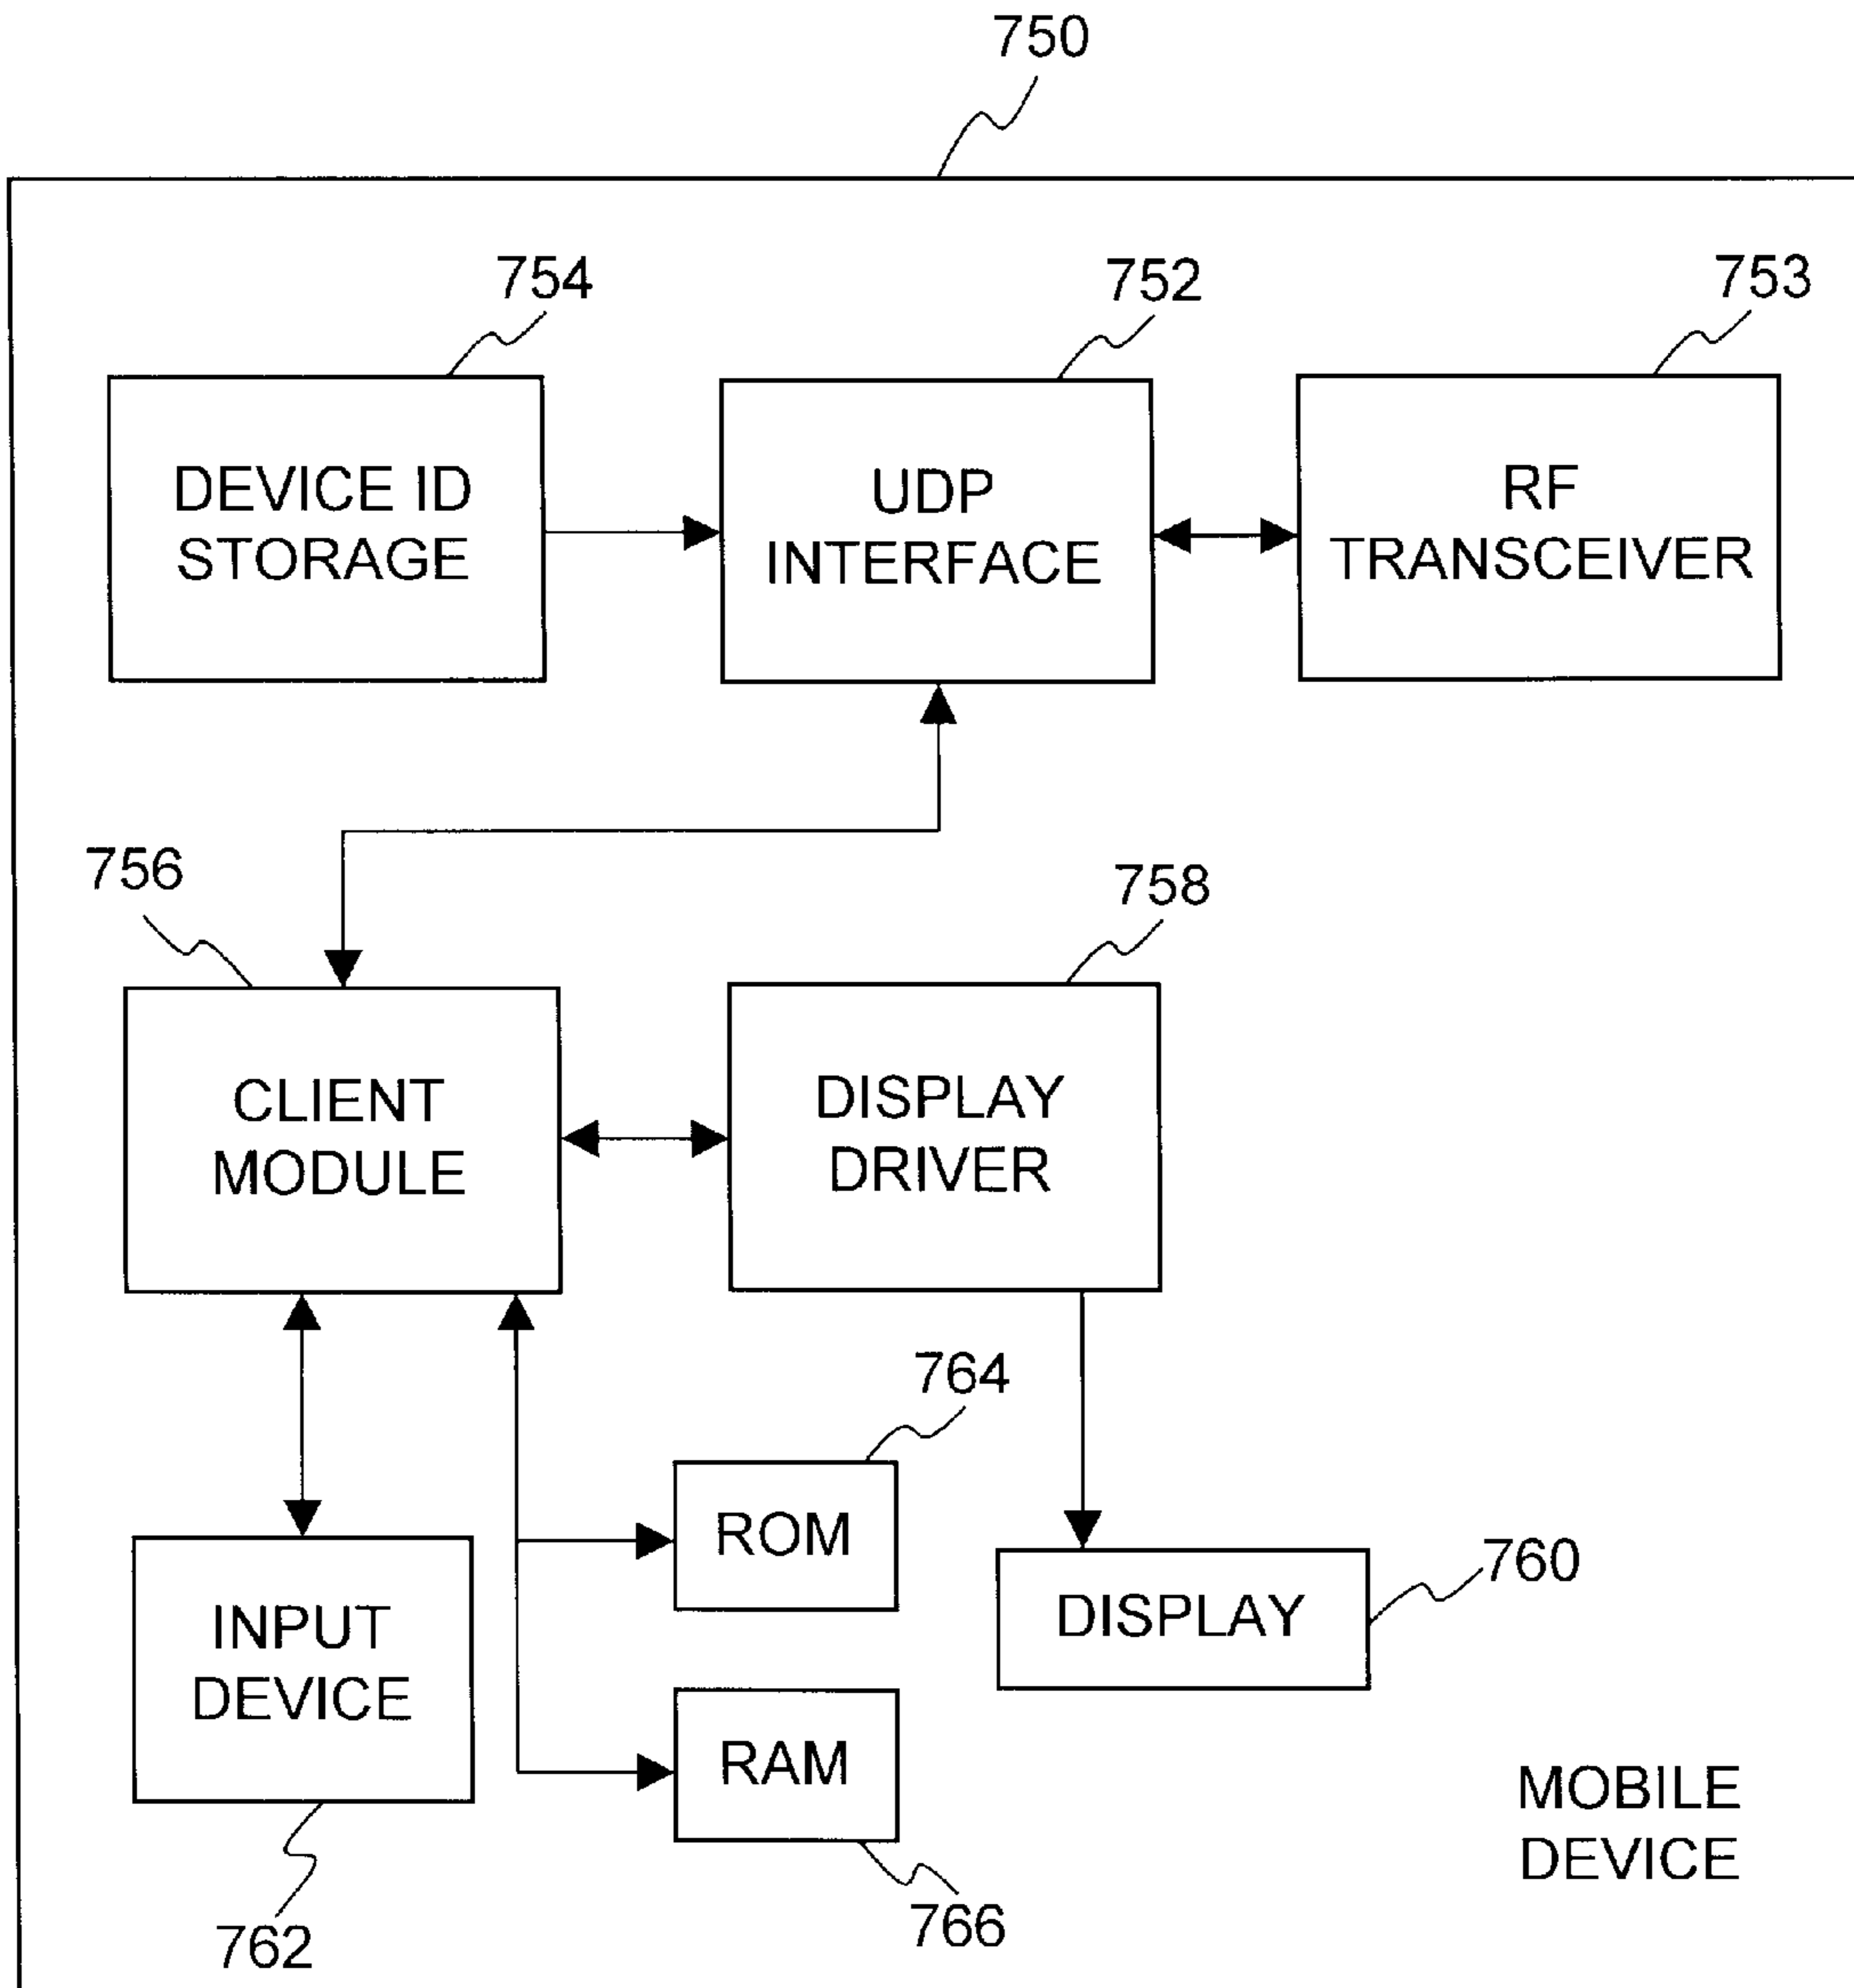 750
754
752
753
DEVICE ID
STORAGE
UDP
INTERFACE
RF
TRANSCEIVER
756
758
CLIENT
MODULE
DISPLAY
DRIVER
764
ROM
760
DISPLAY
INPUT
DEVICE
RAM
MOBILE
DEVICE
762
766